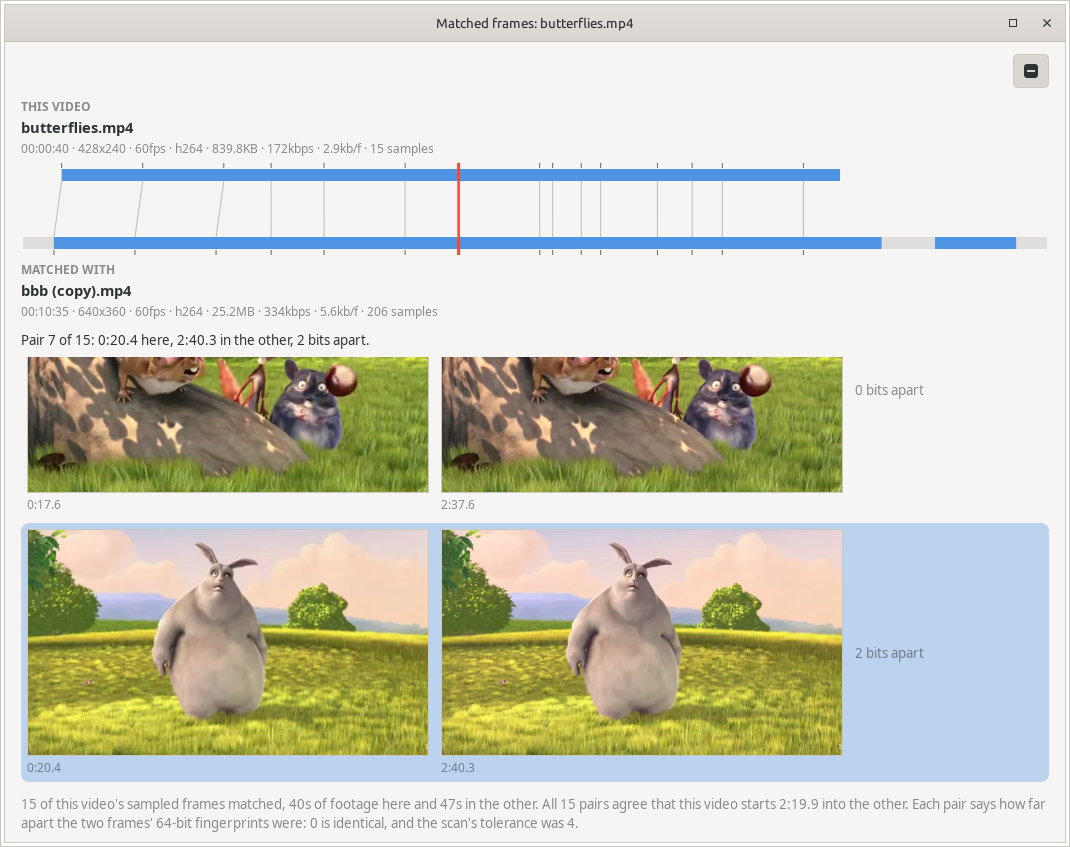 Matched frames: butterflies.mp4
THIS VIDEO
butterflies.mp4
00:00:40 · 428x240 · 60fps · h264 · 839.8KB · 172kbps · 2.9kb/f · 15 samples
MATCHED WITH
bbb (copy).mp4
00:10:35 · 640x360 · 60fps · h264 · 25.2MB · 334kbps · 5.6kb/f · 206 samples
Pair 7 of 15: 0:20.4 here, 2:40.3 in the other, 2 bits apart.
0 bits apart
0:17.6
2:37.6
2 bits apart
0:20.4
2:40.3
15 of this video's sampled frames matched, 40s of footage here and 47s in the other. All 15 pairs agree that this video starts 2:19.9 into the other. Each pair says how far
apart the two frames' 64-bit fingerprints were: 0 is identical, and the scan's tolerance was 4.